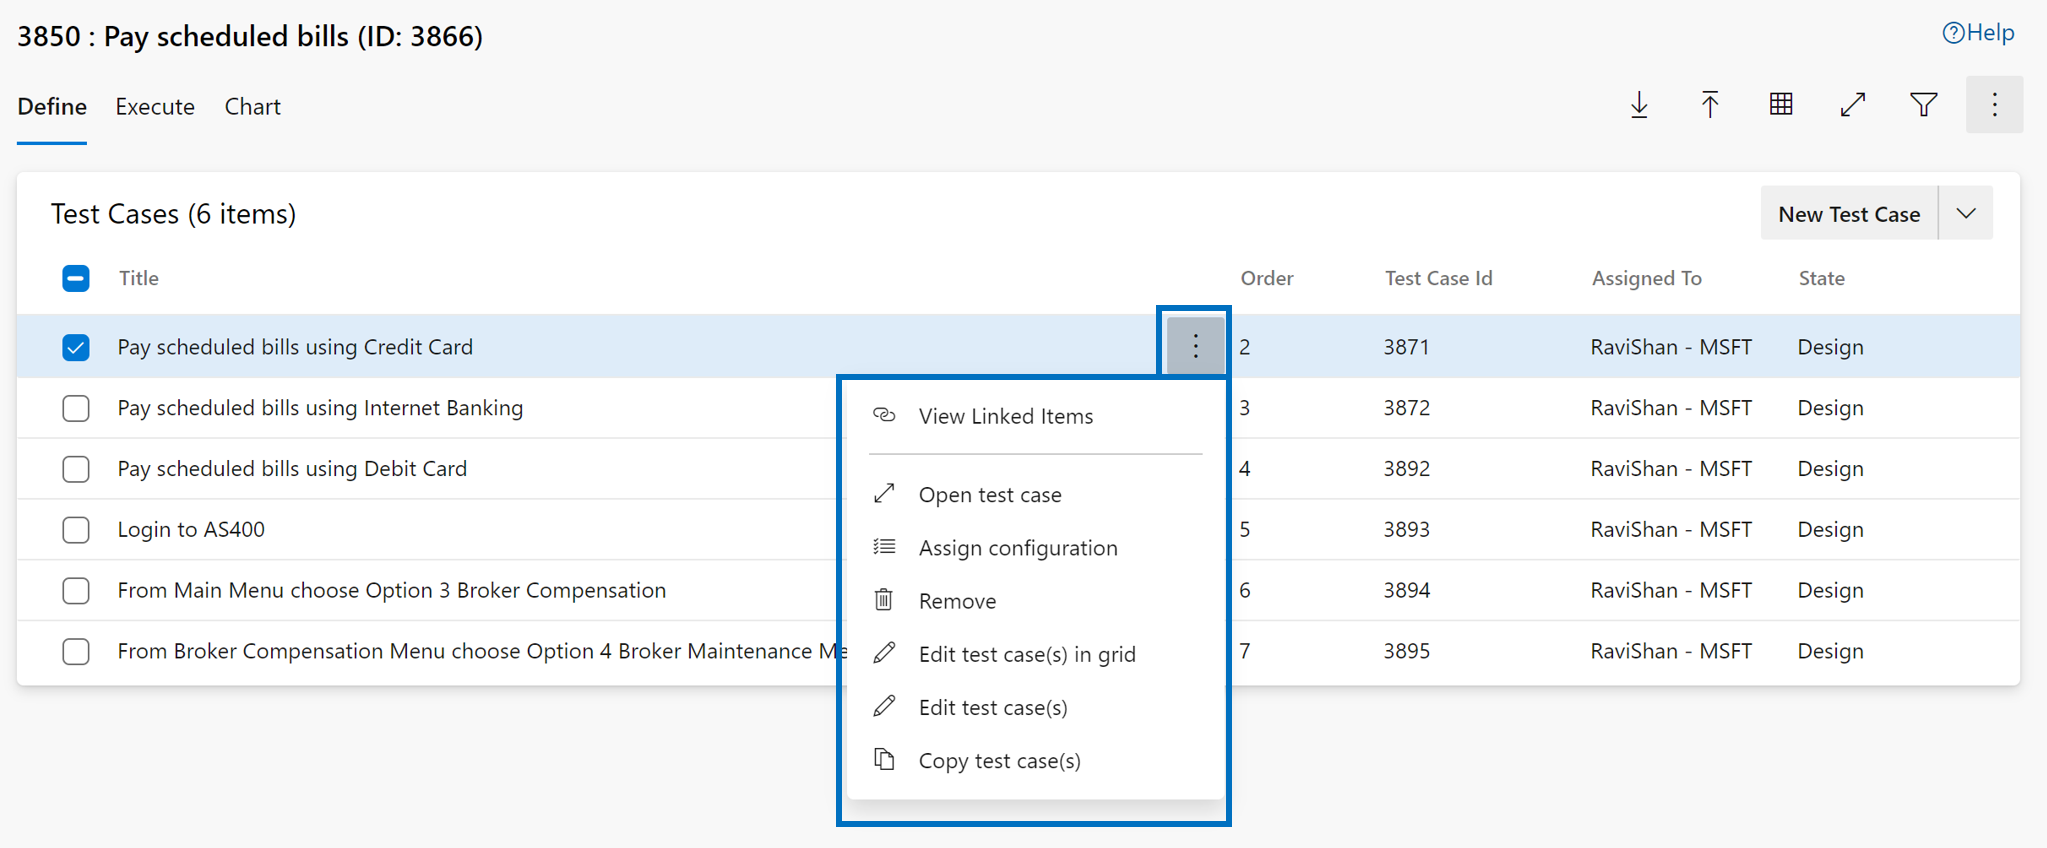 3850 : Pay scheduled bills (ID: 3866)
Help
Define Execute Chart
Test Cases (6 items)
New Test Case
Title Order Test Case Id Assigned To State
Pay scheduled bills using Credit Card 2 3871 RaviShan - MSFT Design
Pay scheduled bills using Internet Banking 3 3872 RaviShan - MSFT Design
Pay scheduled bills using Debit Card 4 3892 RaviShan - MSFT Design
Login to AS400 5 3893 RaviShan - MSFT Design
From Main Menu choose Option 3 Broker Compensation 6 3894 RaviShan - MSFT Design
From Broker Compensation Menu choose Option 4 Broker Maintenance Me 7 3895 RaviShan - MSFT Design
View Linked Items
Open test case
Assign configuration
Remove
Edit test case(s) in grid
Edit test case(s)
Copy test case(s)